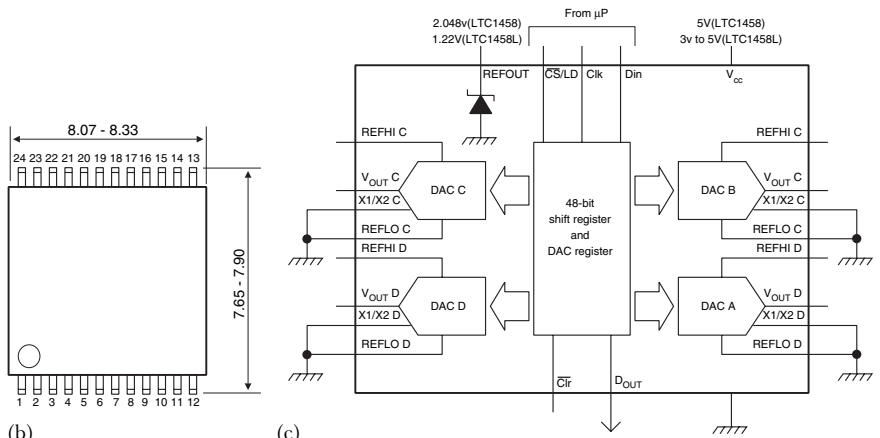 8.07 - 8.33
24 23 22 21 20 19 18 17 16 15 14 13
7.65 - 7.90
1 2 3 4 5 6 7 8 9 10 11 12
(b)
2.048v(LTC1458)
1.22V(LTC1458L)
From µP
5V(LTC1458)
3v to 5V(LTC1458L)
REFOUT
CS/LD
Clk
Din
Vcc
REFHI C
VOUT C
X1/X2 C
REFLO C
DAC C
REFHI D
VOUT D
X1/X2 D
REFLO D
DAC D
48-bit
shift register
and
DAC register
REFHI C
DAC B
VOUT C
X1/X2 C
REFLO C
REFHI D
DAC A
VOUT D
X1/X2 D
REFLO D
Clr
DOUT
(c)